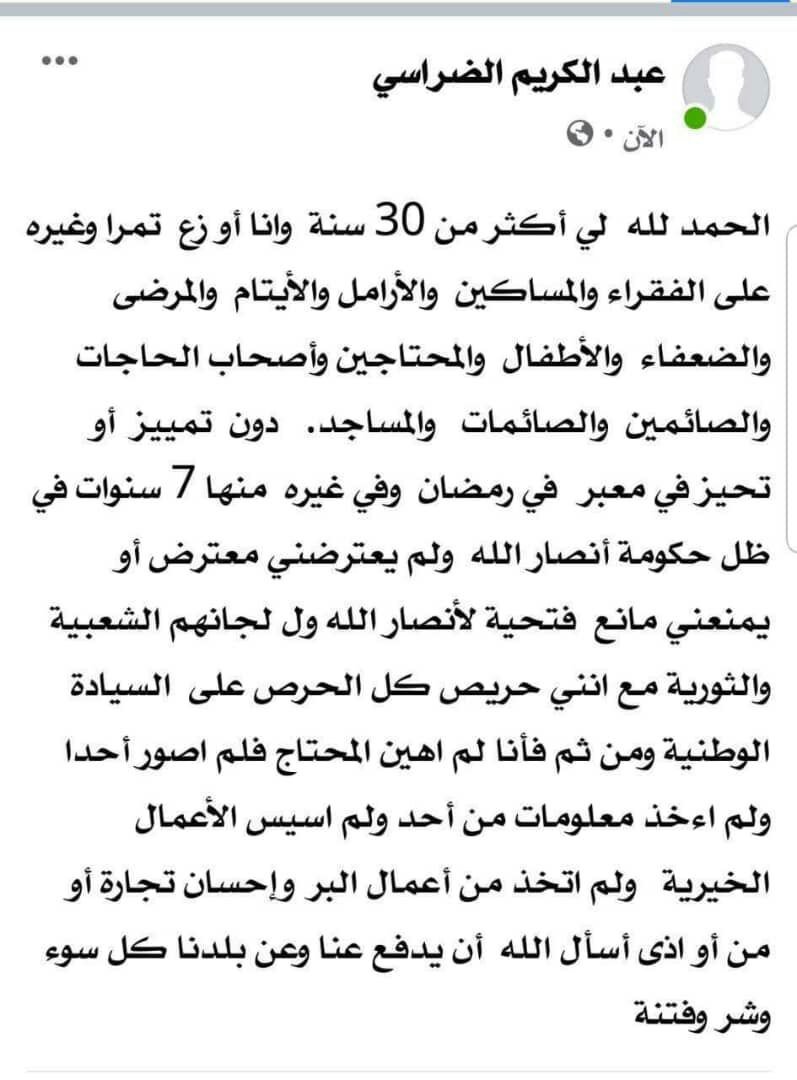 عبد الكريم الضراسي
الآن
الحمد لله لي أكثر من 30 سنة وانا أو زع تمرا وغيره
على الفقراء والمساكين والأرامل والأيتام والمرضى
والضعفاء والأطفال والمحتاجين وأصحاب الحاجات
والصائمين والصائمات والمساجد. دون تمييز أو
تحيز في معبر في رمضان وفي غيره منها 7 سنوات في
ظل حكومة أنصار الله ولم يعترضني معترض أو
يمنعني مانع فتحية لأنصار الله ول لجانهم الشعبية
والثورية مع انني حريص كل الحرص على السيادة
الوطنية ومن ثم فأنا لم اهين المحتاج فلم اصور أحدا
ولم اءخذ معلومات من أحد ولم اسيس الأعمال
الخيرية ولم اتخذ من أعمال البر وإحسان تجارة أو
من أو اذى أسأل الله أن يدفع عنا وعن بلدنا كل سوء
وشر وفتنة